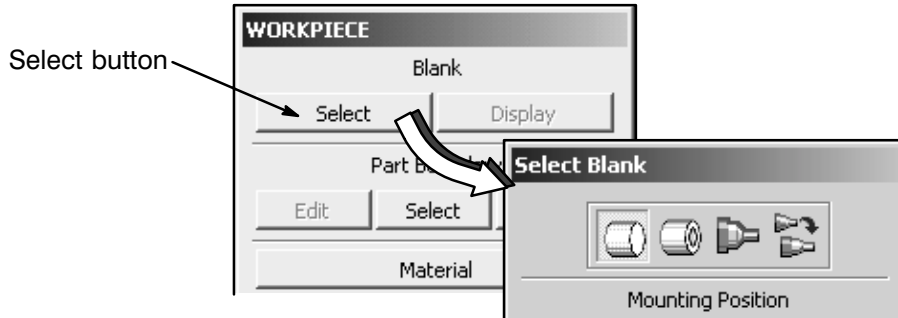 WORKPIECE
Select button
Blank
Select Display
Part Bo
Select Blank
Edit Select
Material
Mounting Position